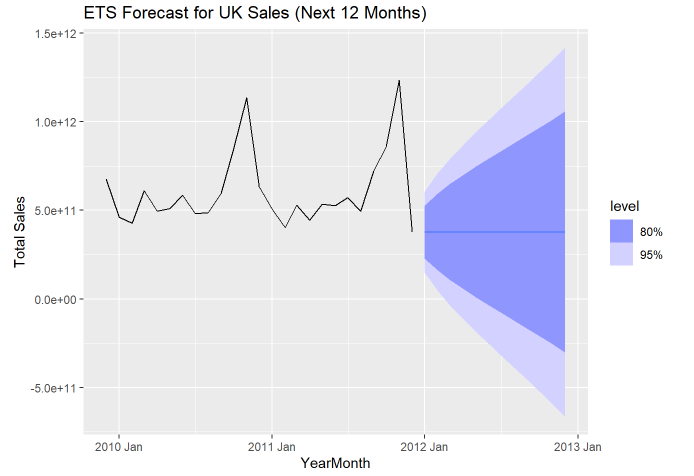 ETS Forecast for UK Sales (Next 12 Months)
1.5e+12
1.0e+12
5.0e+11
0.0e+00
-5.0e+11
Total Sales
2010 Jan
2011 Jan
2012 Jan
2013 Jan
YearMonth
level
80%
95%